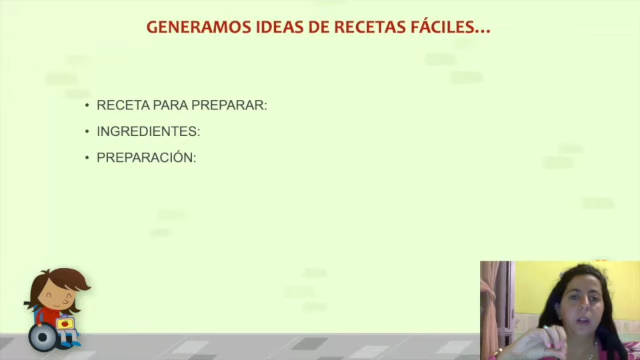 GENERAMOS IDEAS DE RECETAS FÁCILES...
• RECETA PARA PREPARAR:
• INGREDIENTES:
• PREPARACIÓN: